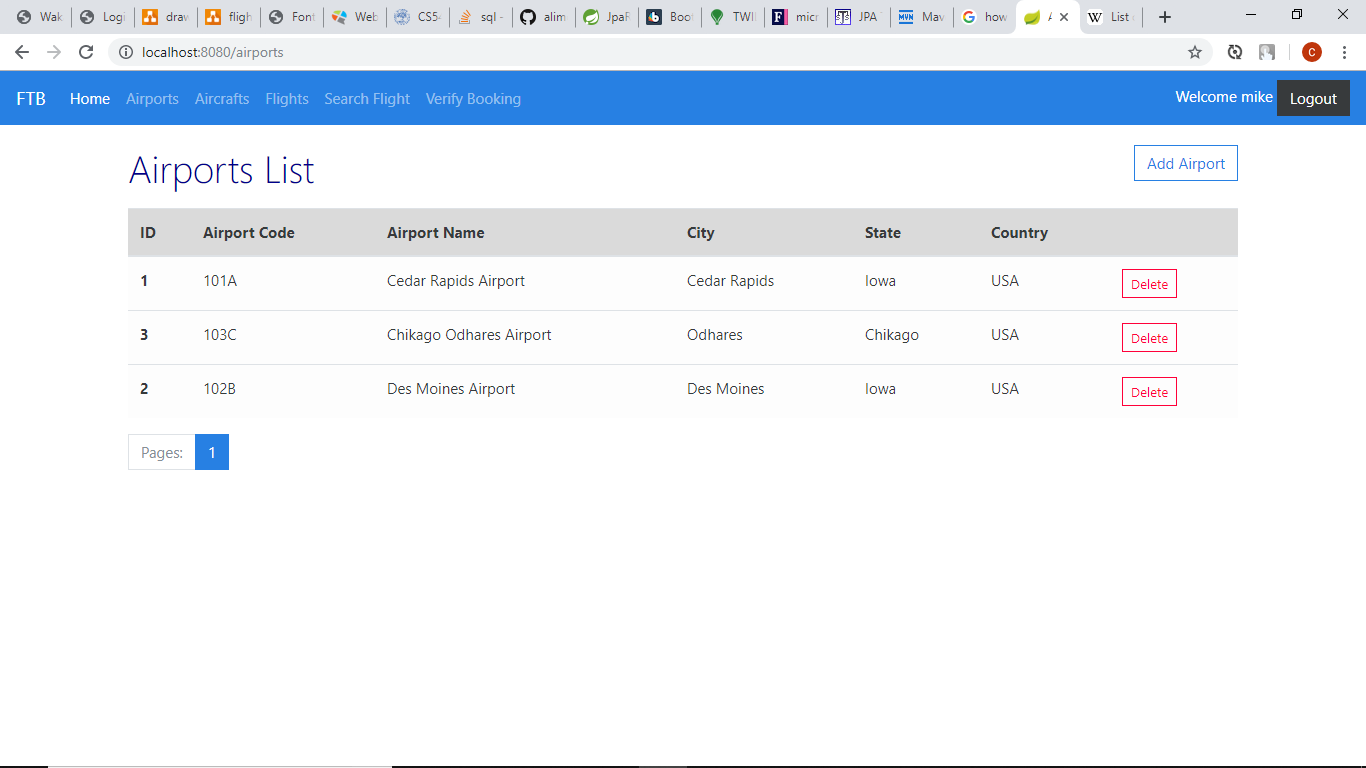 Wak Logi draw fligh Font Web CS54 sql - alim JpaR Boot TWIL micr JPA Mav how A List
localhost:8080/airports C
FTB Home Airports Aircrafts Flights Search Flight Verify Booking Welcome mike Logout
Airports List Add Airport
ID Airport Code Airport Name City State Country
1 101A Cedar Rapids Airport Cedar Rapids Iowa USA Delete
3 103C Chikago Odhares Airport Odhares Chikago USA Delete
2 102B Des Moines Airport Des Moines Iowa USA Delete
Pages: 1